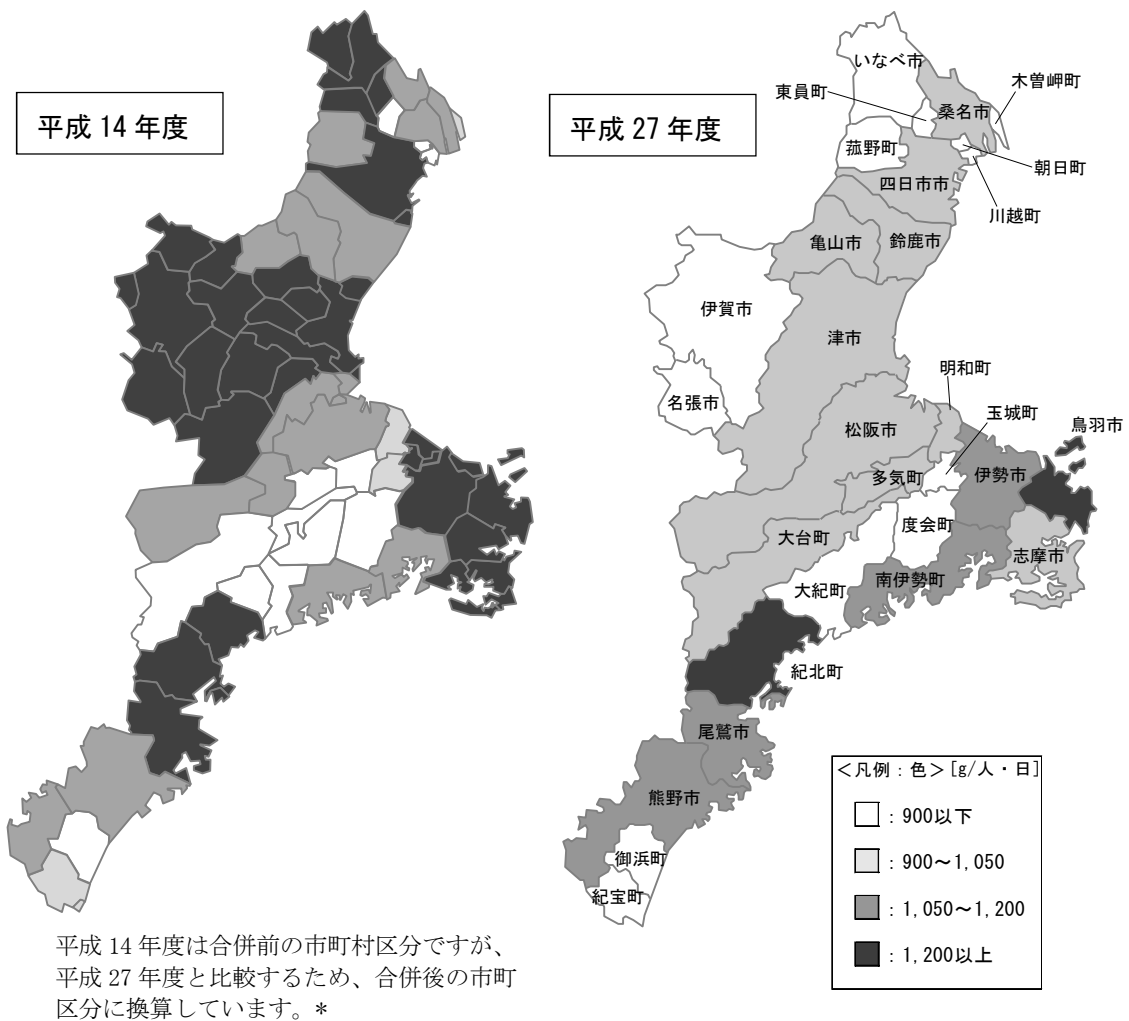 平成 14 年度
平成 27 年度
いなべ市
木曽岬町
東員町
桑名市
菰野町
朝日町
四日市市
川越町
亀山市
鈴鹿市
伊賀市
津市
明和町
名張市
玉城町
鳥羽市
松阪市
伊勢市
多気町
度会町
大台町
志摩市
大紀町
南伊勢町
紀北町
尾鷲市
熊野市
御浜町
紀宝町
<凡例：色> [g/人・日]
：900以下
：900～1,050
：1,050～1,200
：1,200以上
平成 14 年度は合併前の市町村区分ですが、
平成 27 年度と比較するため、合併後の市町
区分に換算しています。*